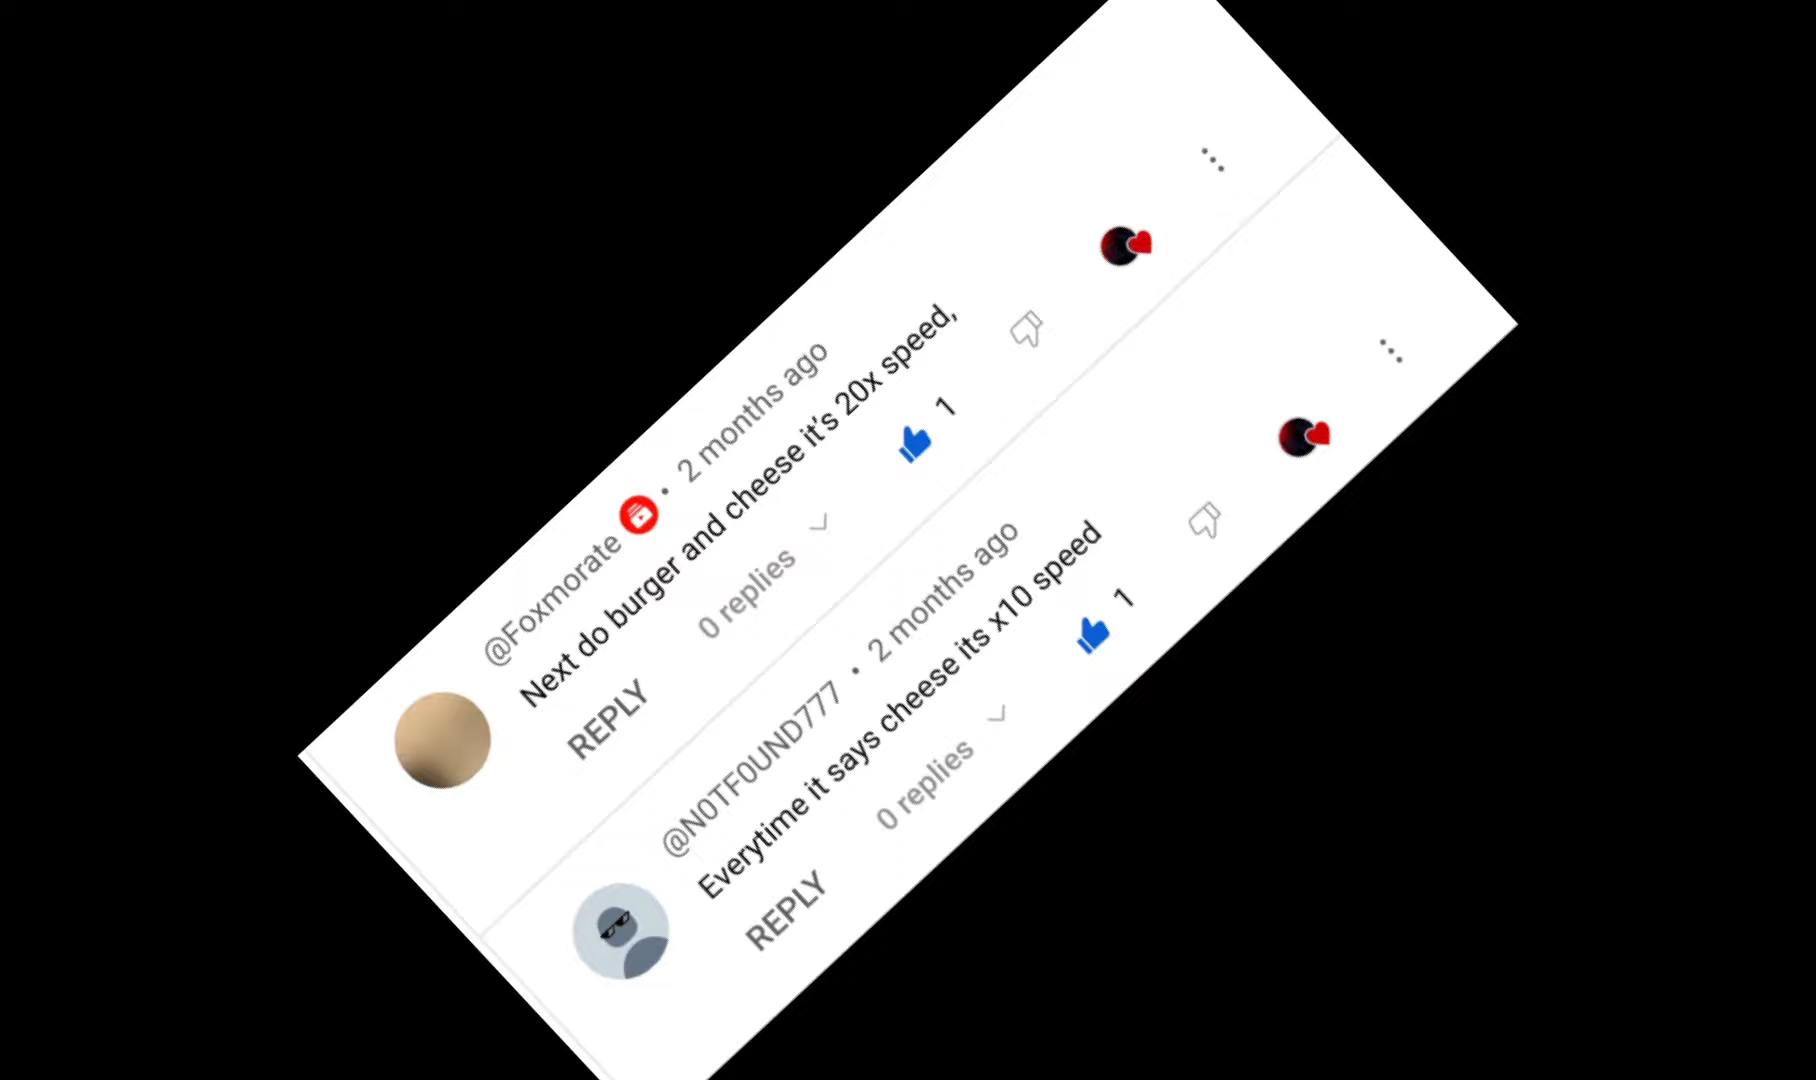 @Foxmorate • 2 months ago
Next do burger and cheese it's 20x speed,
REPLY 0 replies 1
@N0TF0UND777 • 2 months ago
Everytime it says cheese its x10 speed
REPLY 0 replies 1